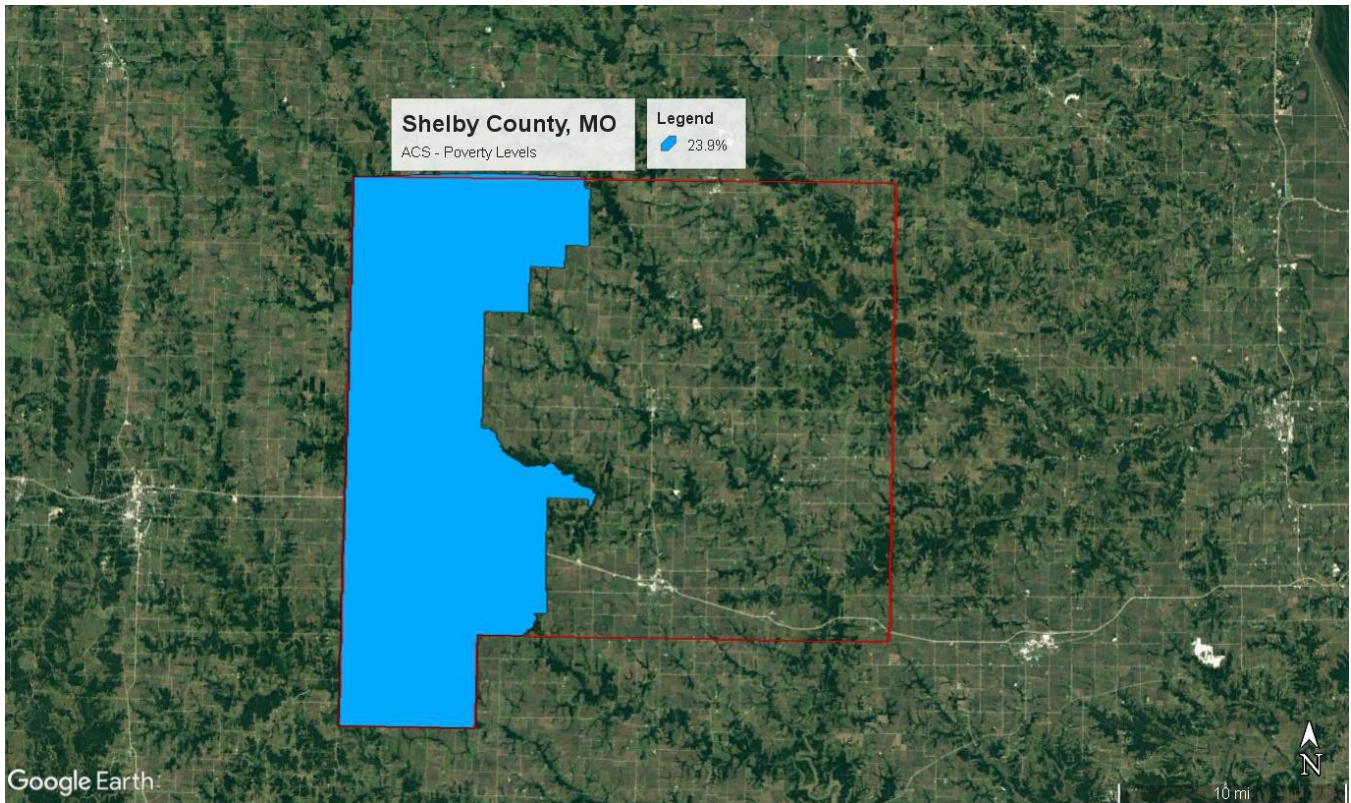 Shelby County, MO
ACS - Poverty Levels
Legend
23.9%
N
10 mi
Google Earth